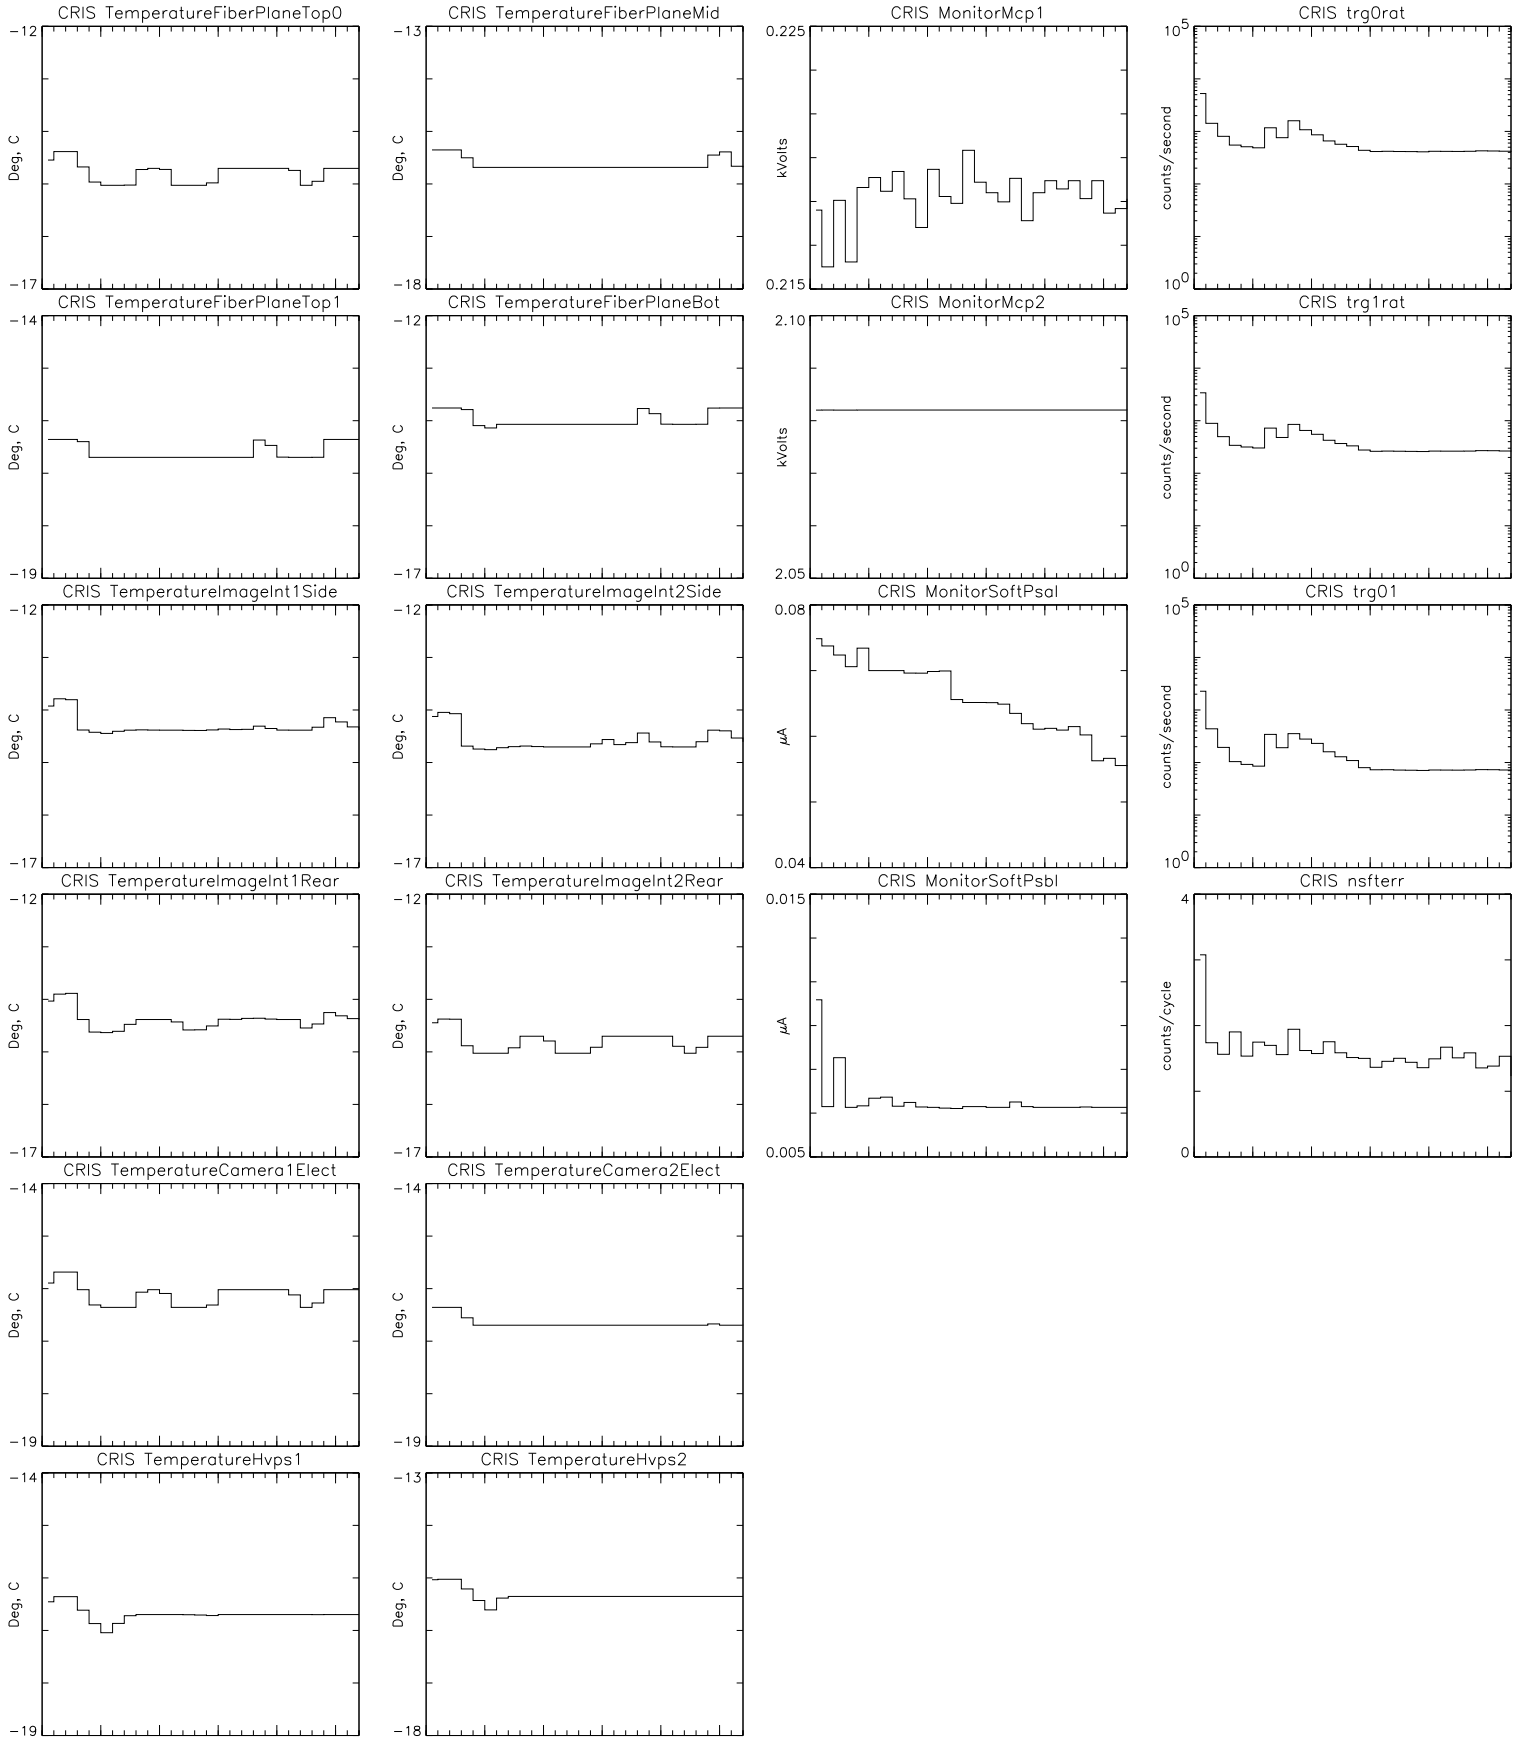 CRIS TemperatureFiberPlaneTop0
-12
Deg, C
-17
CRIS TemperatureFiberPlaneMid
-13
Deg, C
-18
CRIS MonitorMcp1
0.225
kVolts
0.215
CRIS trg0rat
10^5
counts/second
10^0
CRIS TemperatureFiberPlaneTop1
-14
Deg, C
-19
CRIS TemperatureFiberPlaneBot
-12
Deg, C
-17
CRIS MonitorMcp2
2.10
kVolts
2.05
CRIS trg1rat
10^5
counts/second
10^0
CRIS TemperatureImageInt1Side
-12
Deg, C
-17
CRIS TemperatureImageInt2Side
-12
Deg, C
-17
CRIS MonitorSoftPsaI
0.08
μA
0.04
CRIS trg01
10^5
counts/second
10^0
CRIS TemperatureImageInt1Rear
-12
Deg, C
-17
CRIS TemperatureImageInt2Rear
-12
Deg, C
-17
CRIS MonitorSoftPsbI
0.015
μA
0.005
CRIS nsfterr
4
counts/cycle
0
CRIS TemperatureCamera1Elect
-14
Deg, C
-19
CRIS TemperatureCamera2Elect
-14
Deg, C
-19
CRIS TemperatureHvps1
-14
Deg, C
-19
CRIS TemperatureHvps2
-13
Deg, C
-18